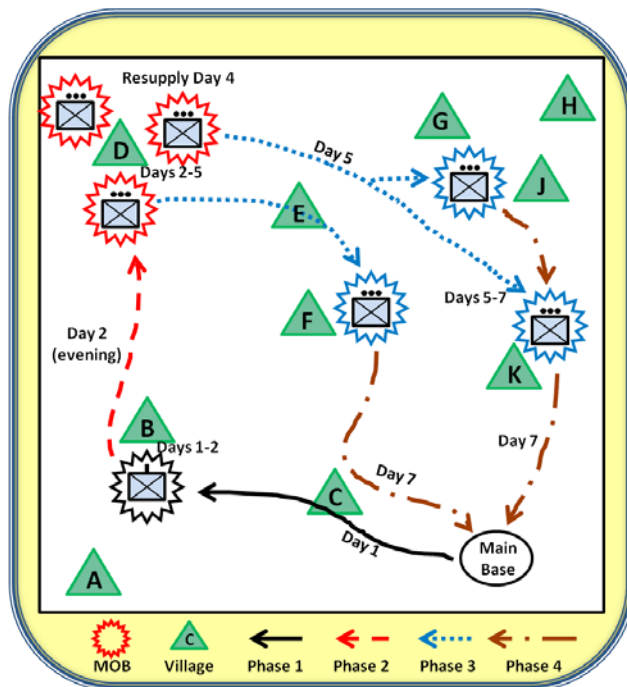 Resupply Day 4
H
G
D
Day 5
Days 2-5
J
E
Days 5-7
F
Day 2
(evening)
K
B
Days 1-2
Day 7
Day 7
C
Day 1
Main
Base
A
C
MOB
Village
Phase 1
Phase 2
Phase 3
Phase 4